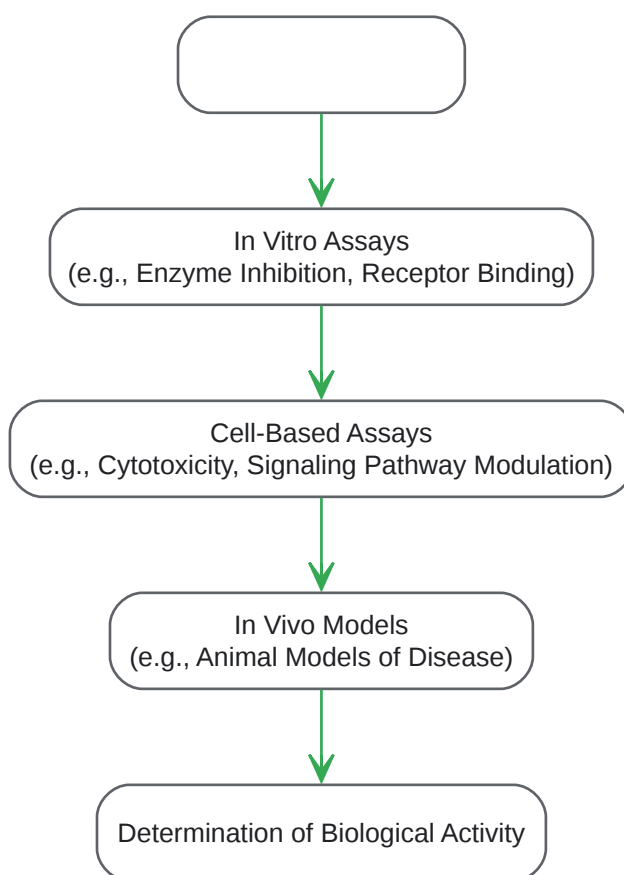 In Vitro Assays
(e.g., Enzyme Inhibition, Receptor Binding)
Cell-Based Assays
(e.g., Cytotoxicity, Signaling Pathway Modulation)
In Vivo Models
(e.g., Animal Models of Disease)
Determination of Biological Activity